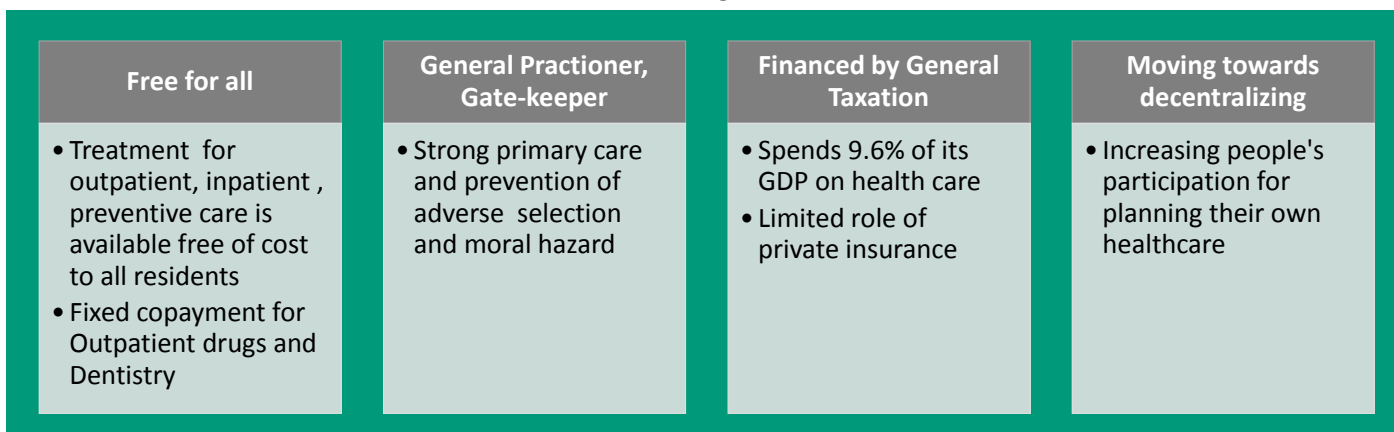 Free for all
• Treatment for
outpatient, inpatient ,
preventive care is
available free of cost
to all residents
• Fixed copayment for
Outpatient drugs and
Dentistry
General Practioner,
Gate-keeper
• Strong primary care
and prevention of
adverse selection
and moral hazard
Financed by General
Taxation
• Spends 9.6% of its
GDP on health care
• Limited role of
private insurance
Moving towards
decentralizing
• Increasing people's
participation for
planning their own
healthcare